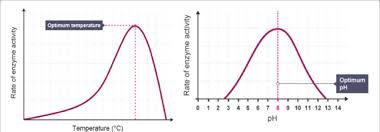 Rate of enzyme activity
Optimum temperature
Temperature (°C)
Rate of enzyme activity
Optimum
pH
0 1 2 3 4 5 6 7 8 9 10 11 12 13 14
pH